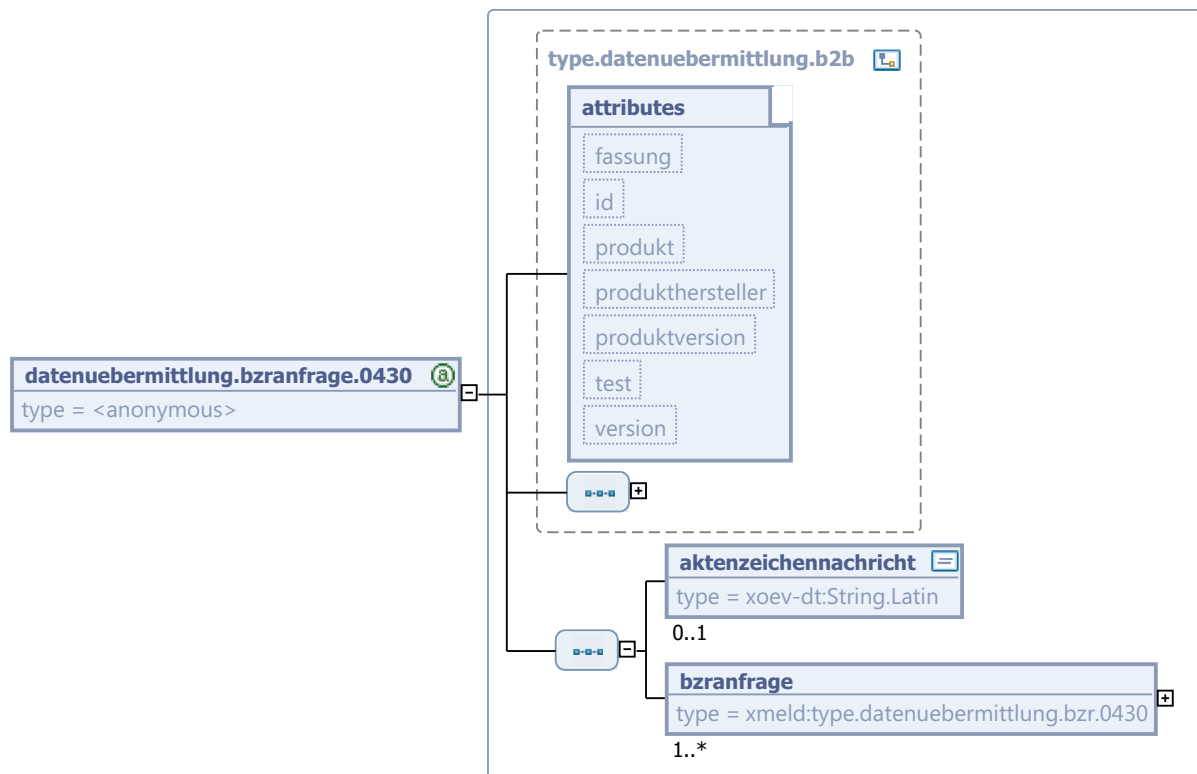 type.datenuebermittlung.b2b
attributes
fassung
id
produkt
produkthersteller
produktversion
test
version
datenuebermittlung.bzranfrage.0430
type = <anonymous>
aktenzeichennachricht
type = xoev-dt:String.Latin
0..1
bzranfrage
type = xmeld:type.datenuebermittlung.bzr.0430
1..*